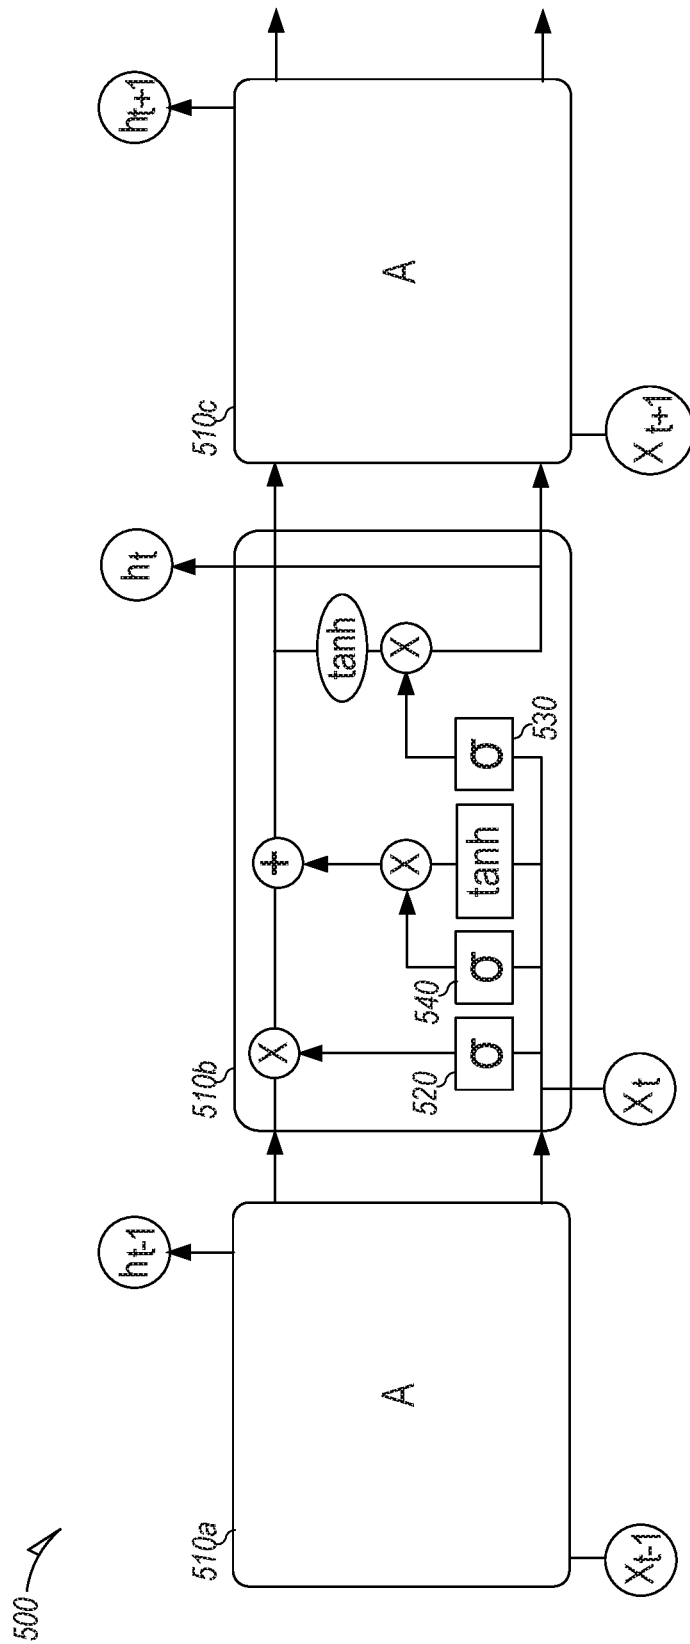 500
ht-1
ht
ht+1
510a
510b
510c
A
X
+
tanh
X
X
A
520
540
σ
σ
tanh
σ
530
Xt-1
Xt
Xt+1